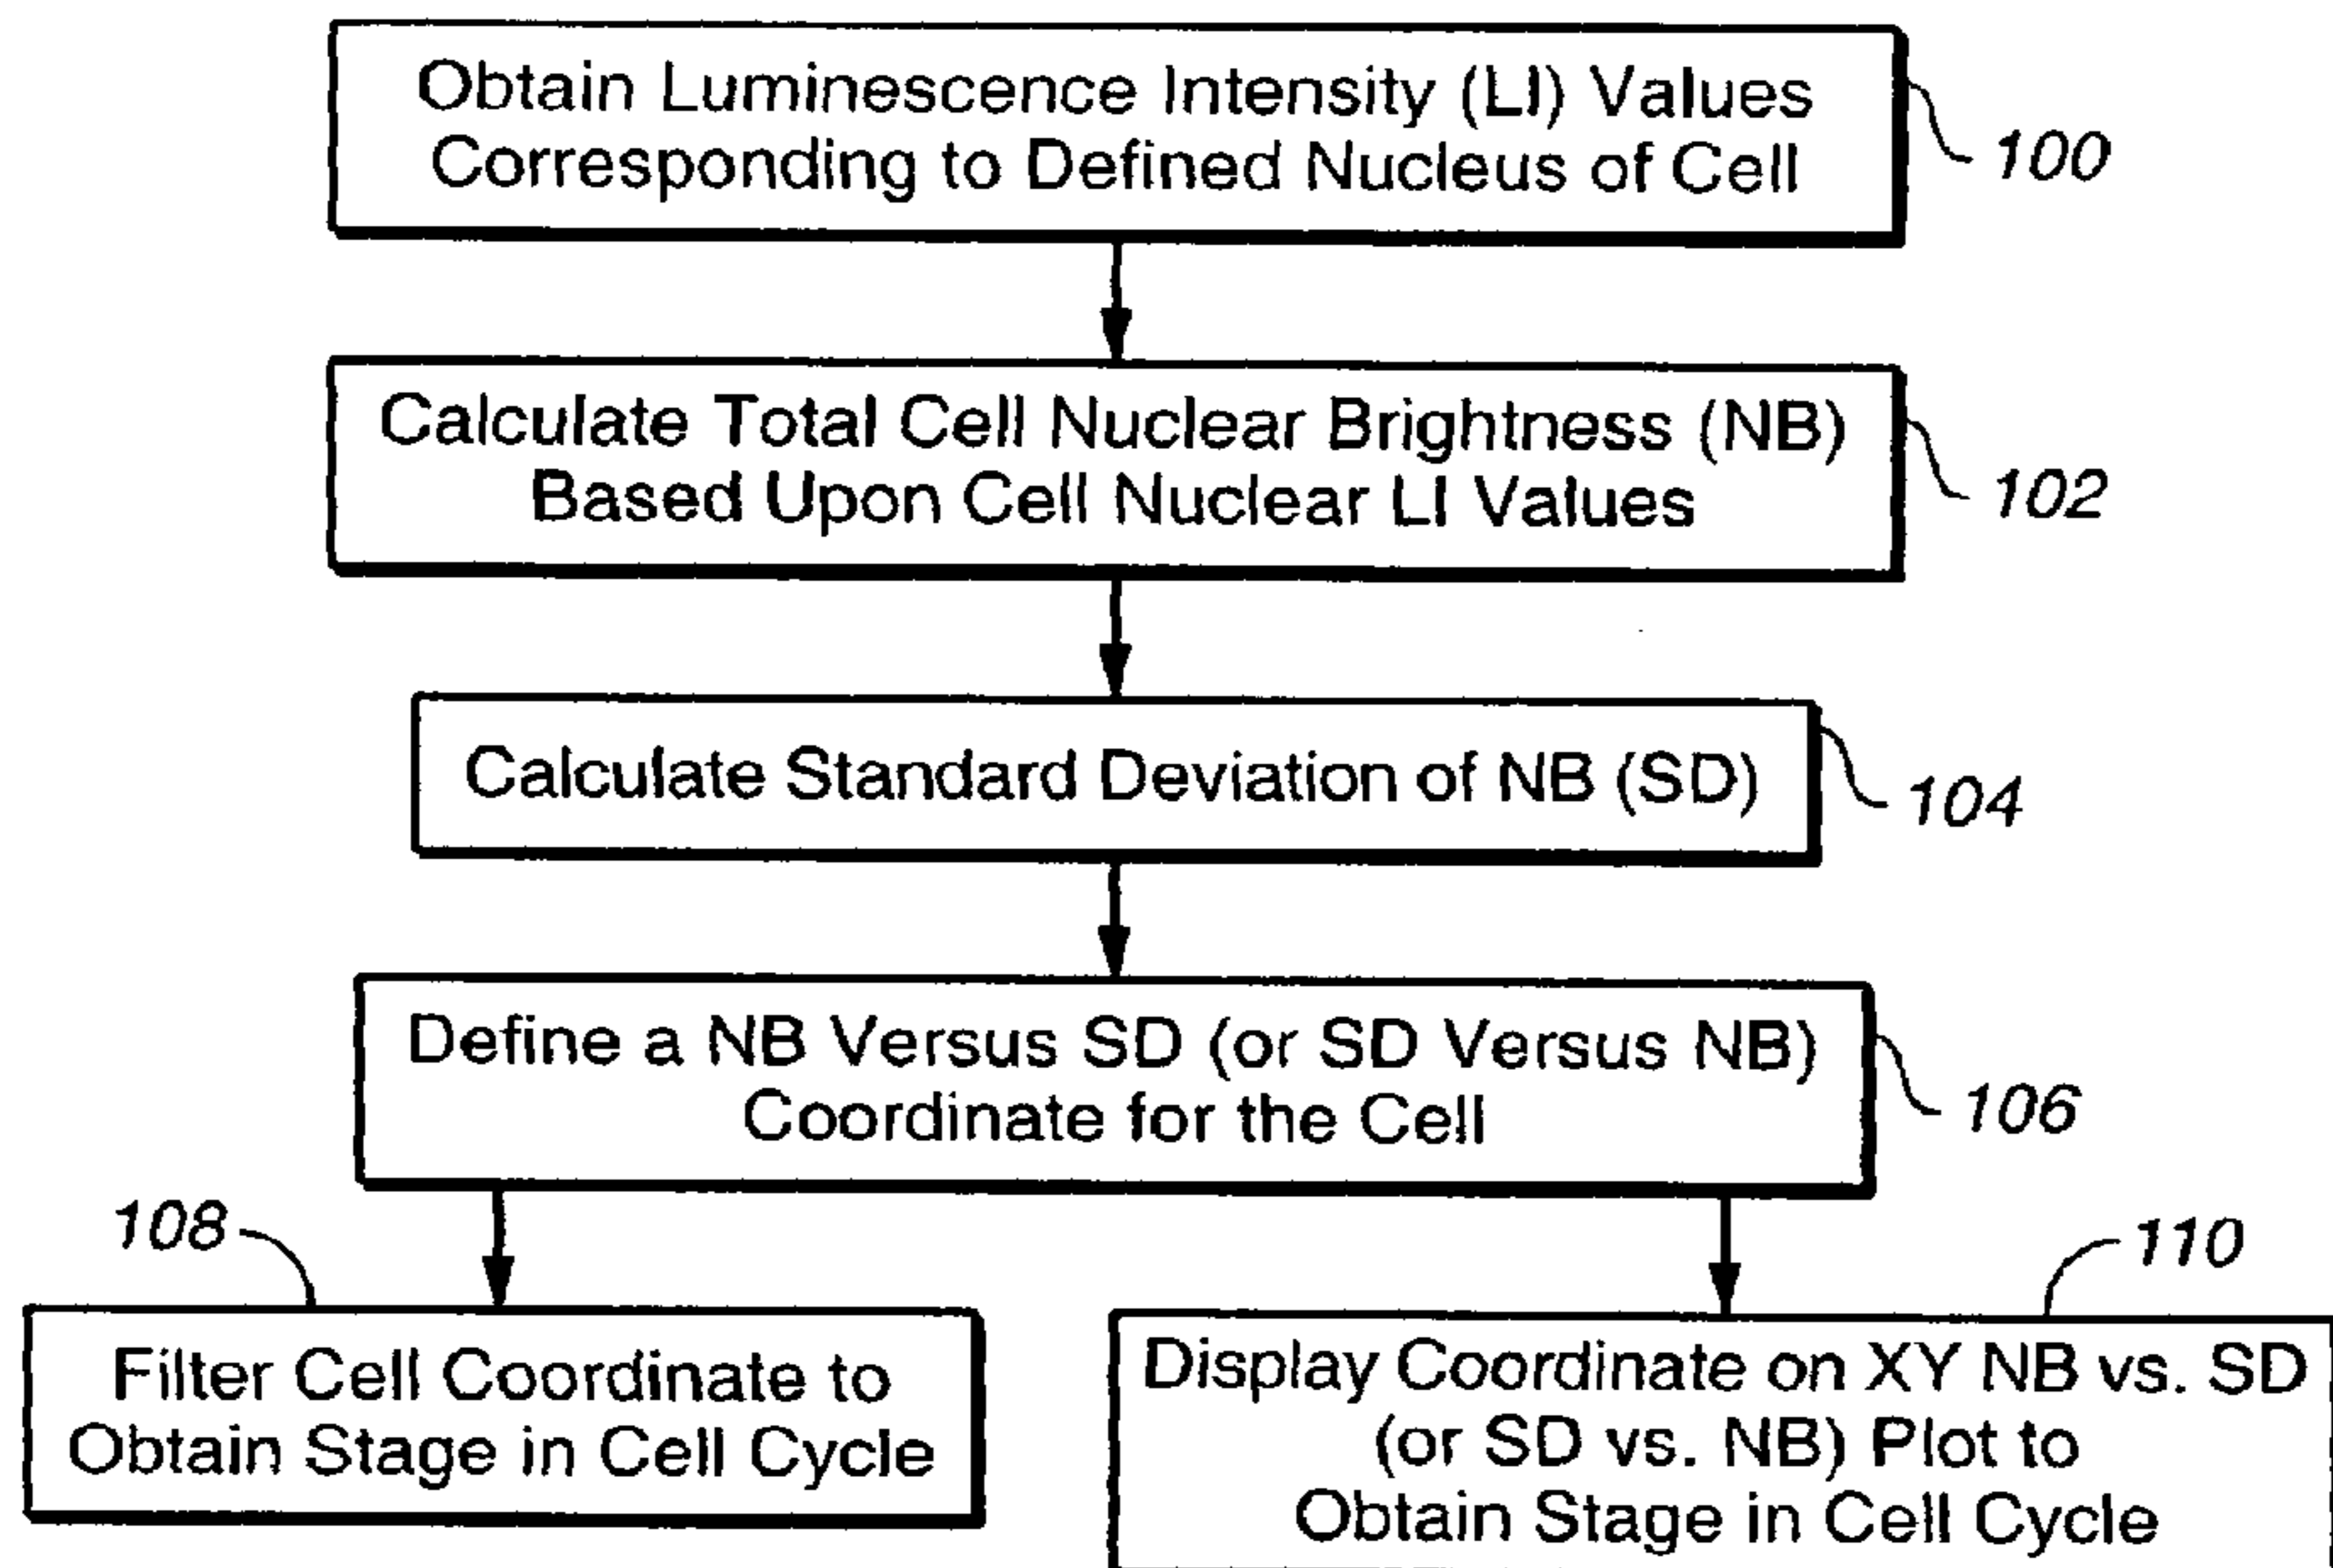 Obtain Luminescence Intensity (LI) Values
Corresponding to Defined Nucleus of Cell
100
Calculate Total Cell Nuclear Brightness (NB)
Based Upon Cell Nuclear LI Values
102
Calculate Standard Deviation of NB (SD)
104
Define a NB Versus SD (or SD Versus NB)
Coordinate for the Cell
106
108
Filter Cell Coordinate to
Obtain Stage in Cell Cycle
110
Display Coordinate on XY NB vs. SD
(or SD vs. NB) Plot to
Obtain Stage in Cell Cycle